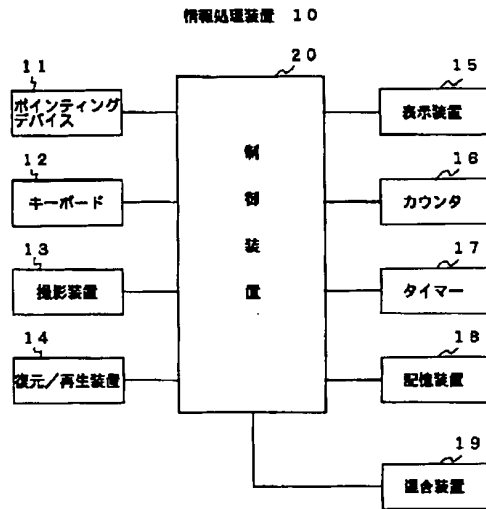 情報処理装置 10
11
ポインティング
デバイス
12
キーボード
13
撮影装置
14
復元／再生装置
20
制御装置
15
表示装置
16
カウンタ
17
タイマー
18
記憶装置
19
混合装置